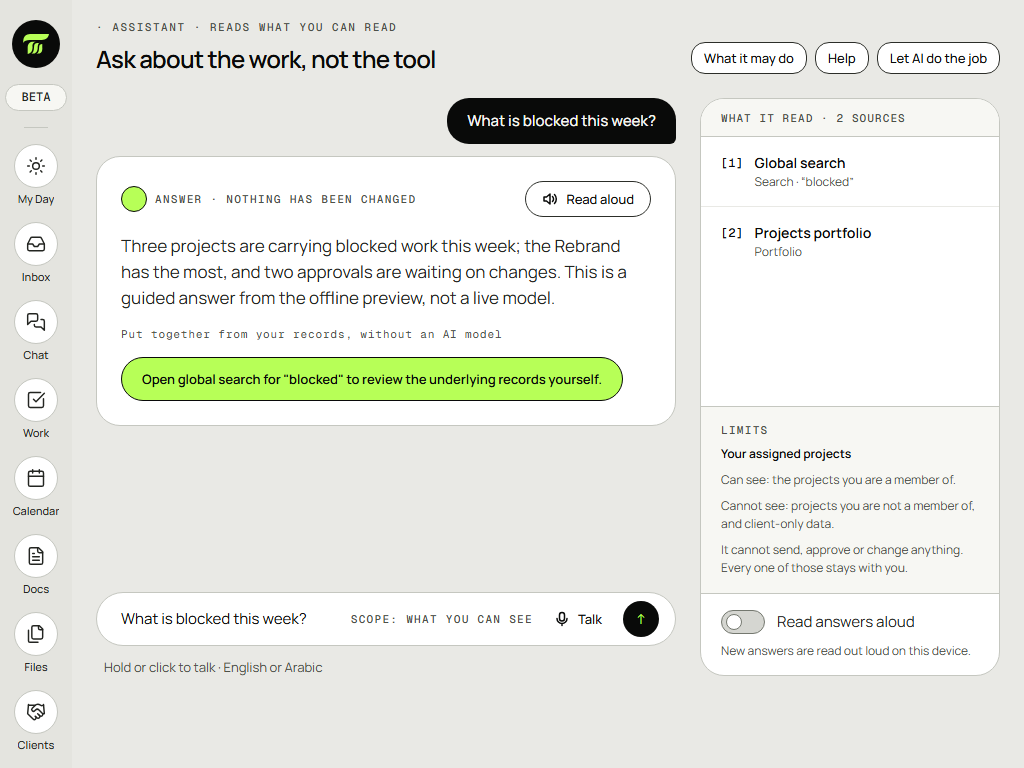 BETA
My Day
Inbox
Chat
Work
Calendar
Docs
Files
Clients
· ASSISTANT · READS WHAT YOU CAN READ
Ask about the work, not the tool
What it may do
Help
Let AI do the job
What is blocked this week?
ANSWER · NOTHING HAS BEEN CHANGED
Read aloud
Three projects are carrying blocked work this week; the Rebrand
has the most, and two approvals are waiting on changes. This is a
guided answer from the offline preview, not a live model.
Put together from your records, without an AI model
Open global search for "blocked" to review the underlying records yourself.
What is blocked this week?
SCOPE: WHAT YOU CAN SEE
Talk
Hold or click to talk · English or Arabic
WHAT IT READ · 2 SOURCES
[1] Global search
Search · "blocked"
[2] Projects portfolio
Portfolio
LIMITS
Your assigned projects
Can see: the projects you are a member of.
Cannot see: projects you are not a member of,
and client-only data.
It cannot send, approve or change anything.
Every one of those stays with you.
Read answers aloud
New answers are read out loud on this device.